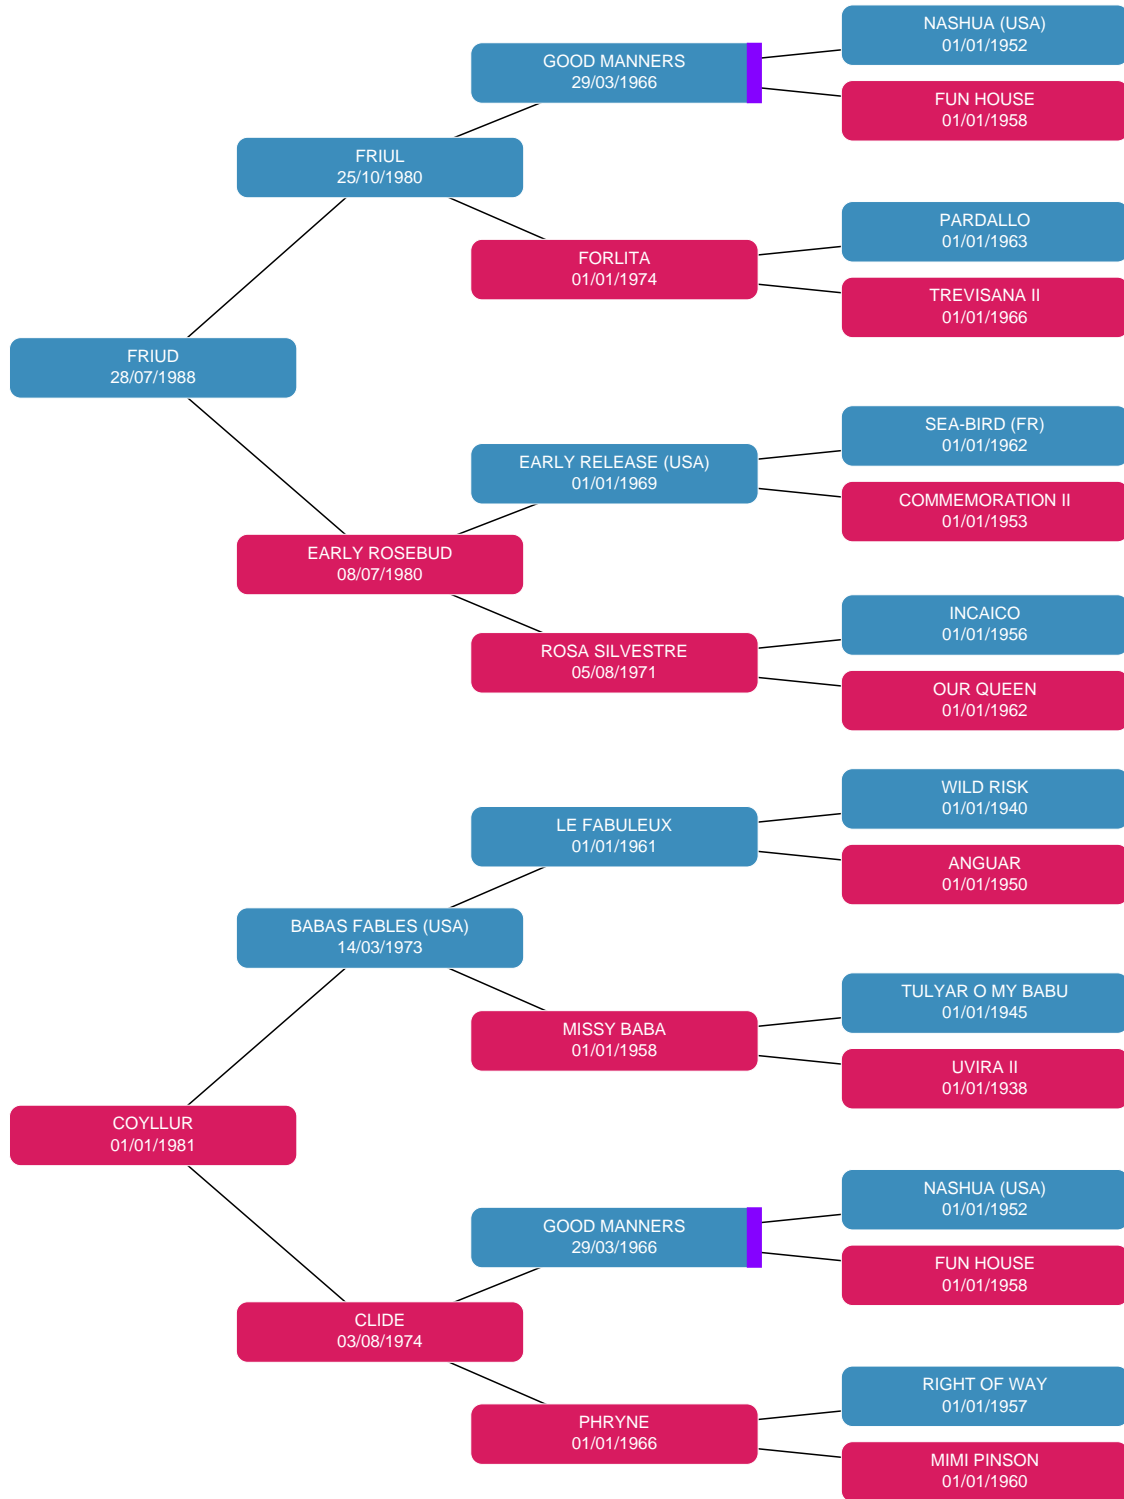 NASHUA (USA)
01/01/1952
GOOD MANNERS
29/03/1966
FUN HOUSE
01/01/1958
FRIUL
25/10/1980
PARDALLO
01/01/1963
FORLITA
01/01/1974
TREVISANA II
01/01/1966
FRIUD
28/07/1988
SEA-BIRD (FR)
01/01/1962
EARLY RELEASE (USA)
01/01/1969
COMMEMORATION II
01/01/1953
EARLY ROSEBUD
08/07/1980
INCAICO
01/01/1956
ROSA SILVESTRE
05/08/1971
OUR QUEEN
01/01/1962
WILD RISK
01/01/1940
LE FABULEUX
01/01/1961
ANGUAR
01/01/1950
BABAS FABLES (USA)
14/03/1973
TULYAR O MY BABU
01/01/1945
MISSY BABA
01/01/1958
UVIRA II
01/01/1938
COYLLUR
01/01/1981
NASHUA (USA)
01/01/1952
GOOD MANNERS
29/03/1966
FUN HOUSE
01/01/1958
CLIDE
03/08/1974
RIGHT OF WAY
01/01/1957
PHRYNE
01/01/1966
MIMI PINSON
01/01/1960